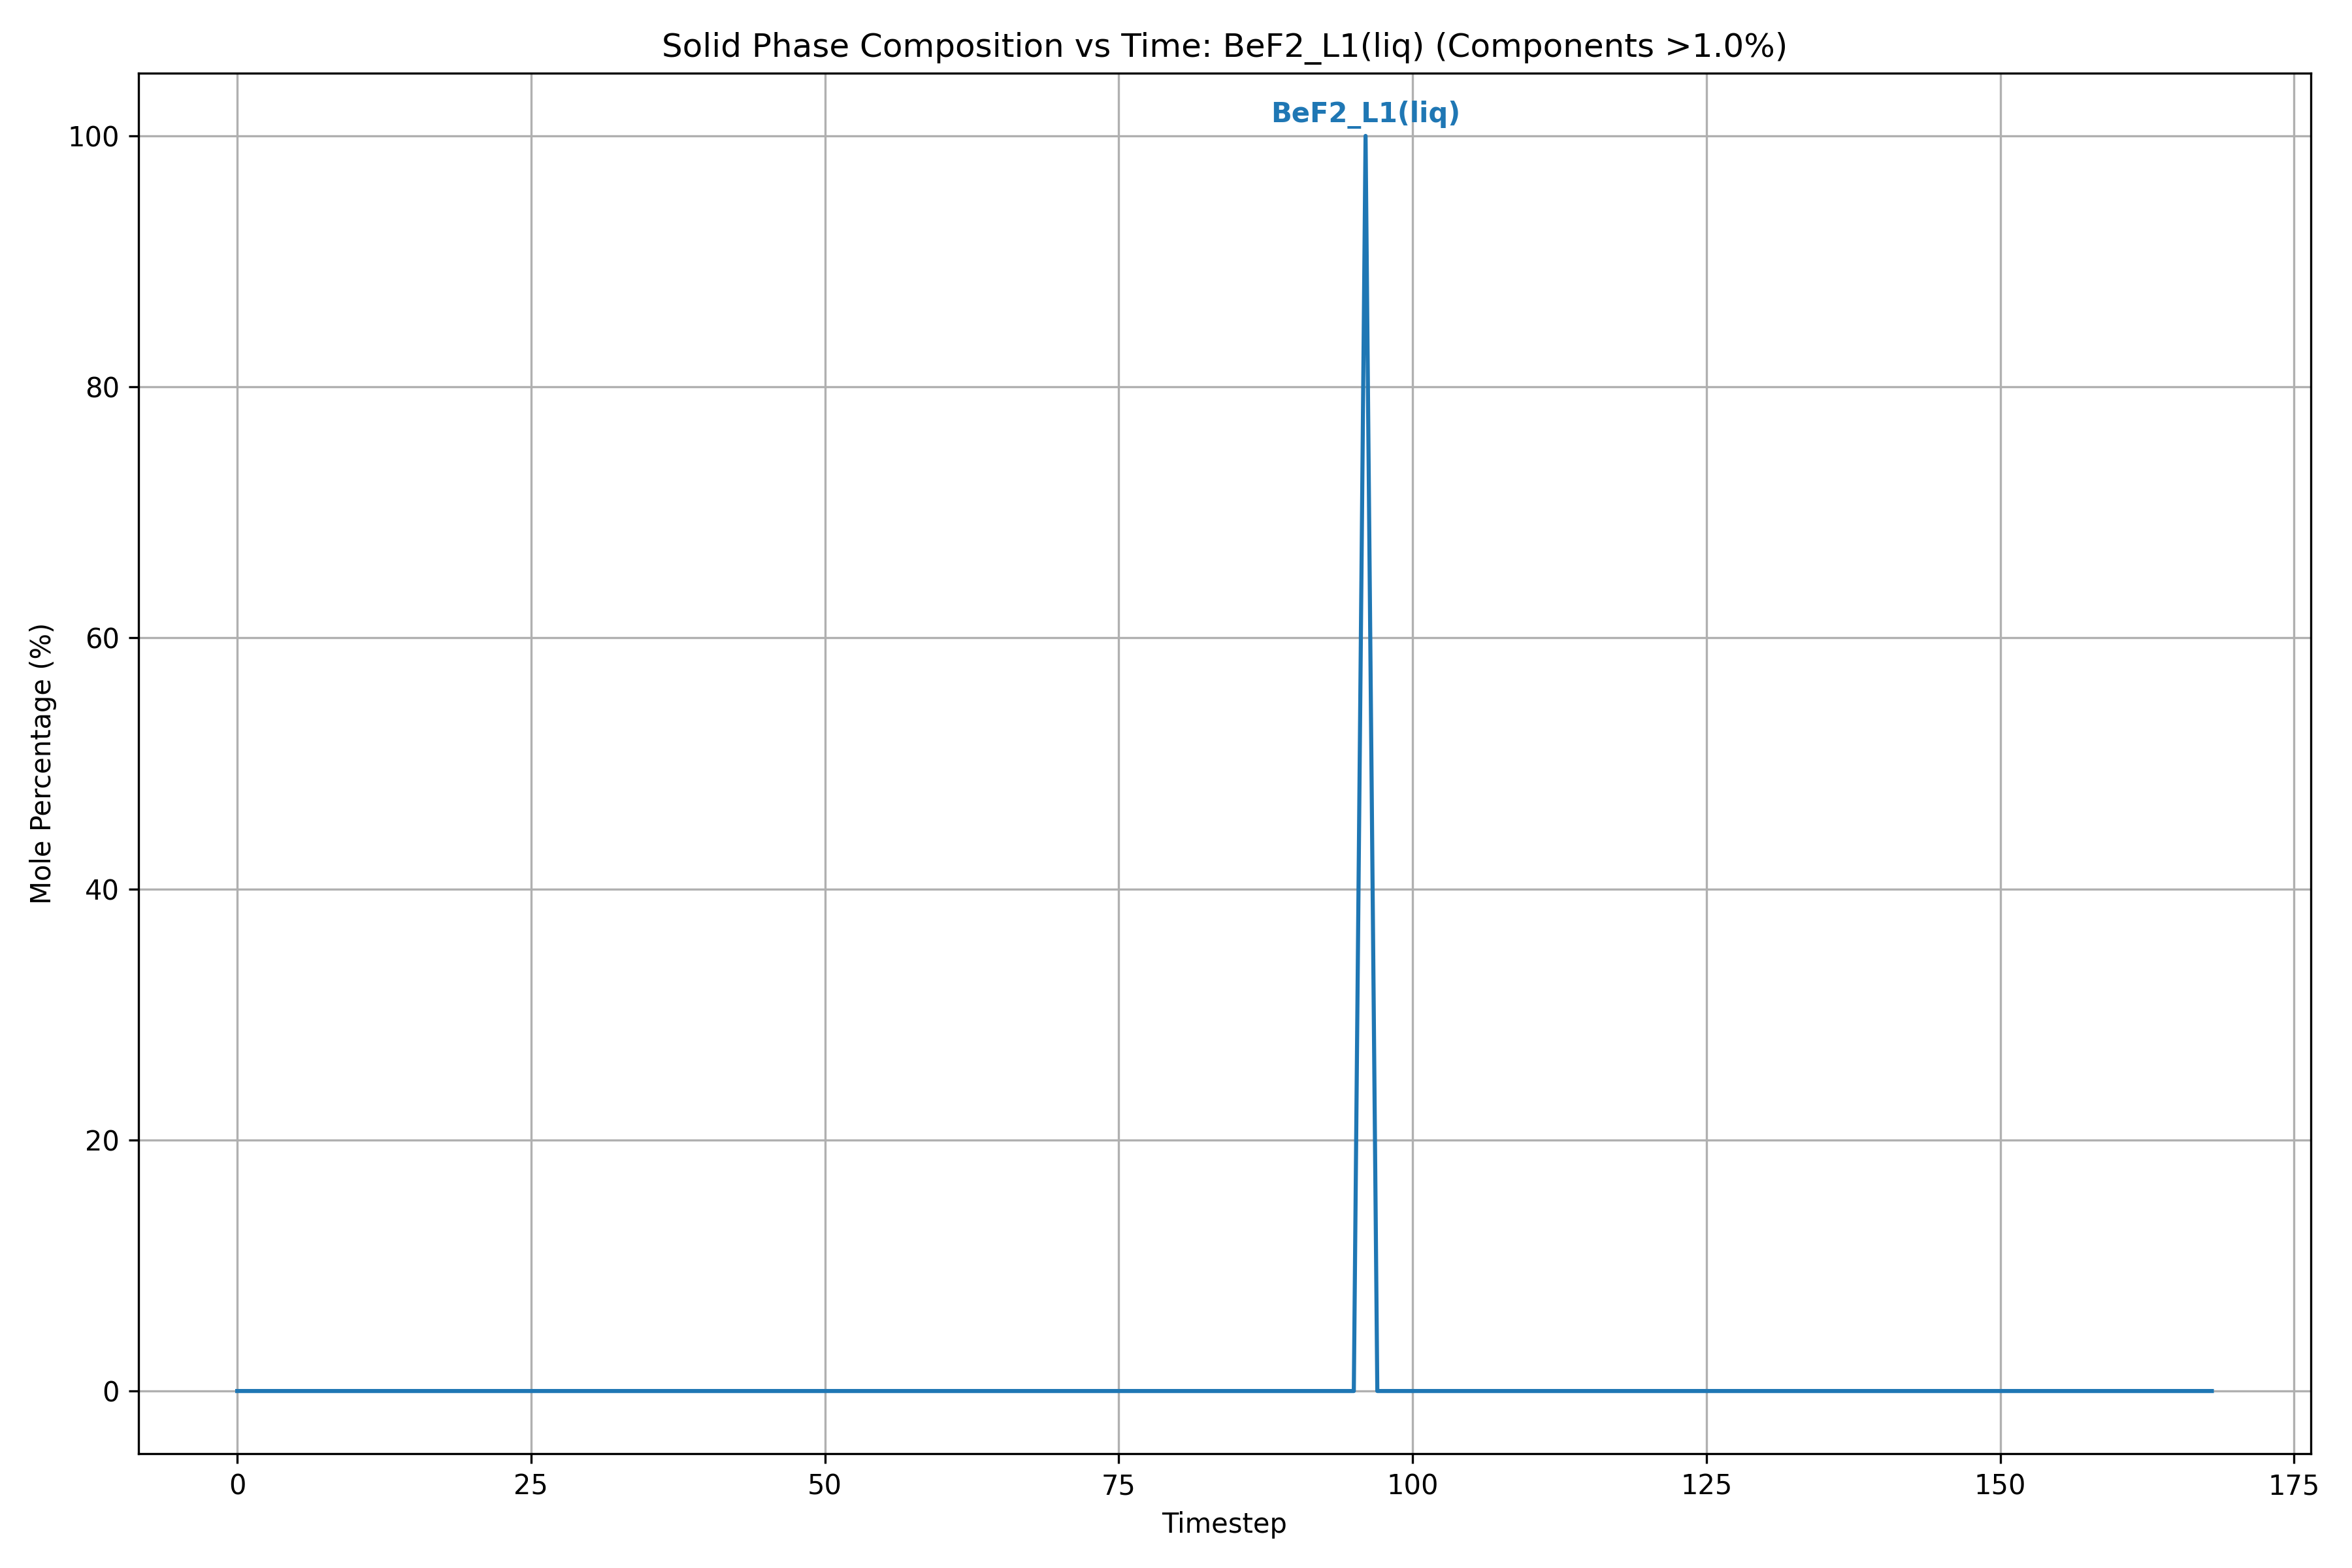 Solid Phase Composition vs Time: BeF2_L1(liq) (Components >1.0%)
BeF2_L1(liq)
100
80
60
40
20
0
Mole Percentage (%)
0 25 50 75 100 125 150 175
Timestep